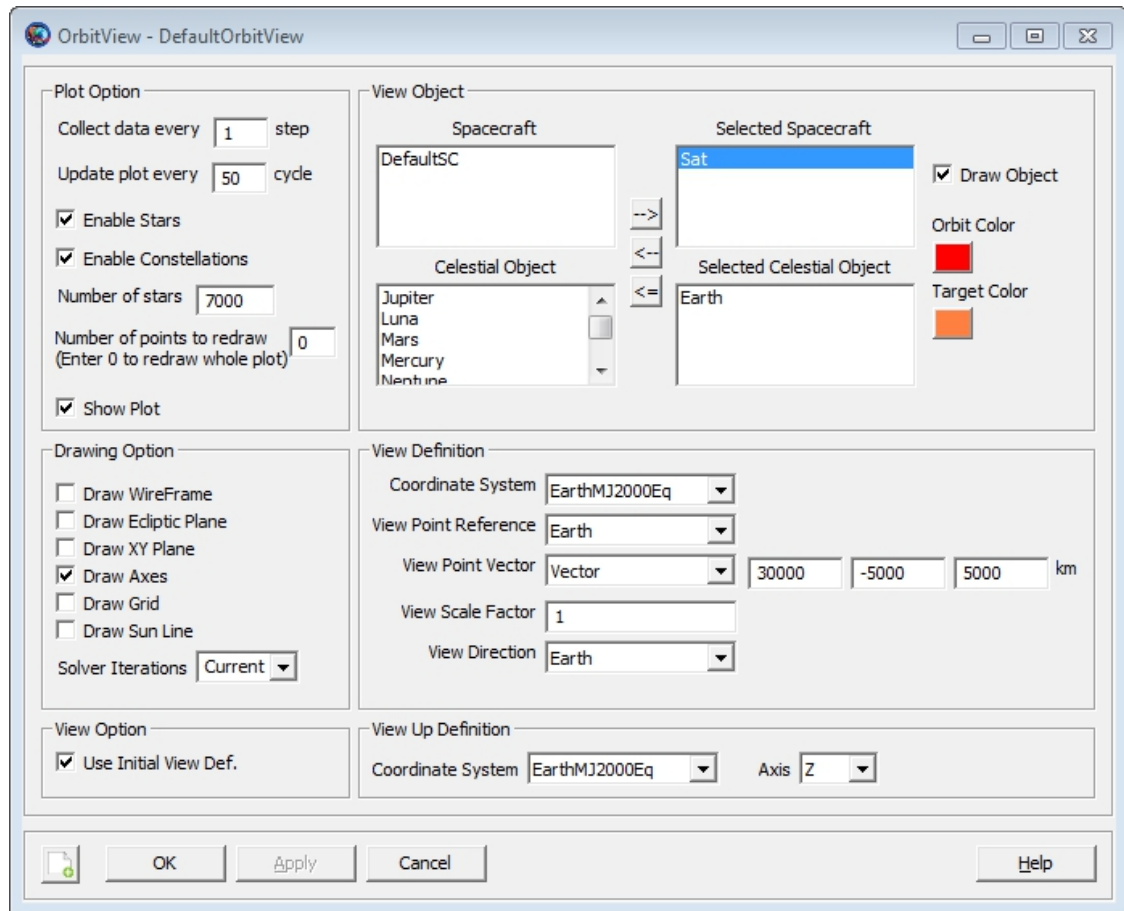 OrbitView - DefaultOrbitView
Plot Option
Collect data every 1 step
Update plot every 50 cycle
Enable Stars
Enable Constellations
Number of stars 7000
Number of points to redraw
(Enter 0 to redraw whole plot) 0
Show Plot
View Object
Spacecraft
DefaultSC
-->
<--
<=
Selected Spacecraft
Sat
Celestial Object
Jupiter
Luna
Mars
Mercury
Neptune
Selected Celestial Object
Earth
Draw Object
Orbit Color
Target Color
Drawing Option
Draw WireFrame
Draw Ecliptic Plane
Draw XY Plane
Draw Axes
Draw Grid
Draw Sun Line
Solver Iterations Current
View Definition
Coordinate System EarthMJ2000Eq
View Point Reference Earth
View Point Vector Vector 30000 -5000 5000 km
View Scale Factor 1
View Direction Earth
View Option
Use Initial View Def.
View Up Definition
Coordinate System EarthMJ2000Eq Axis Z
OK Apply Cancel Help